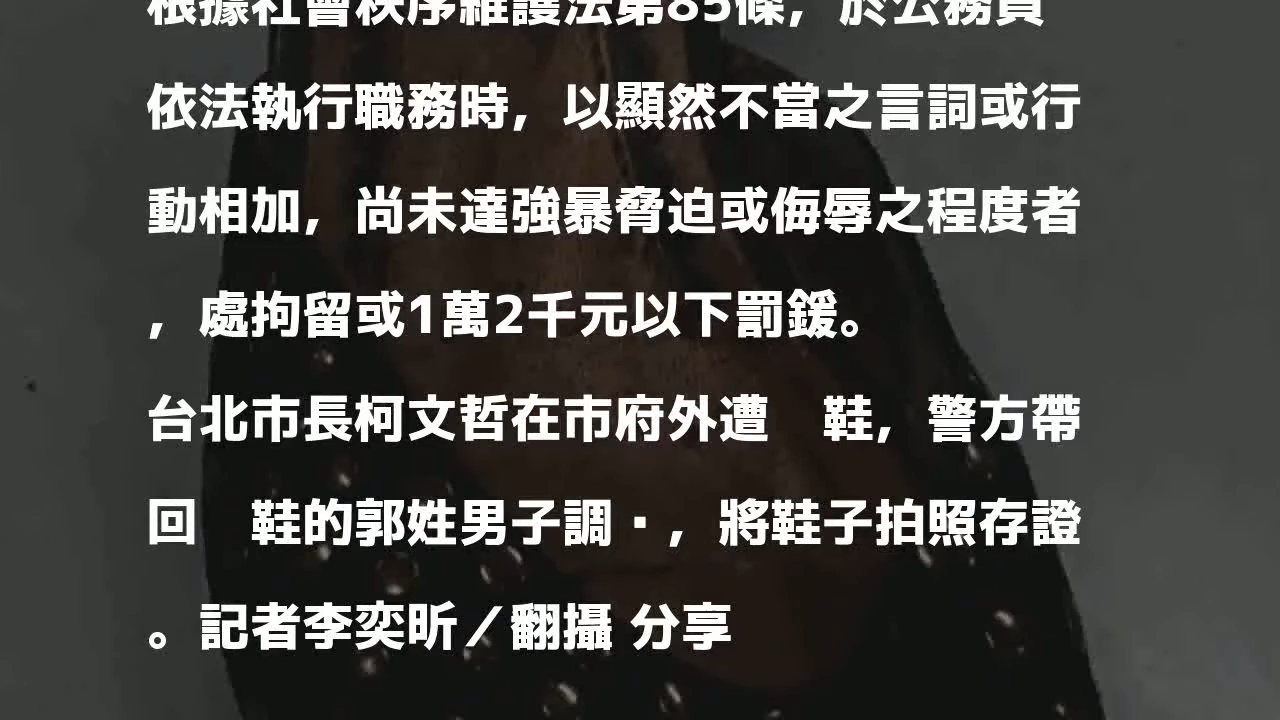 根據社會秩序維護法第85條，於公務員
依法執行職務時，以顯然不當之言詞或行
動相加，尚未達強暴脅迫或侮辱之程度者
，處拘留或1萬2千元以下罰鍰。
台北市長柯文哲在市府外遭　鞋，警方帶
回　鞋的郭姓男子調▪，將鞋子拍照存證
。記者李奕昕／翻攝 分享